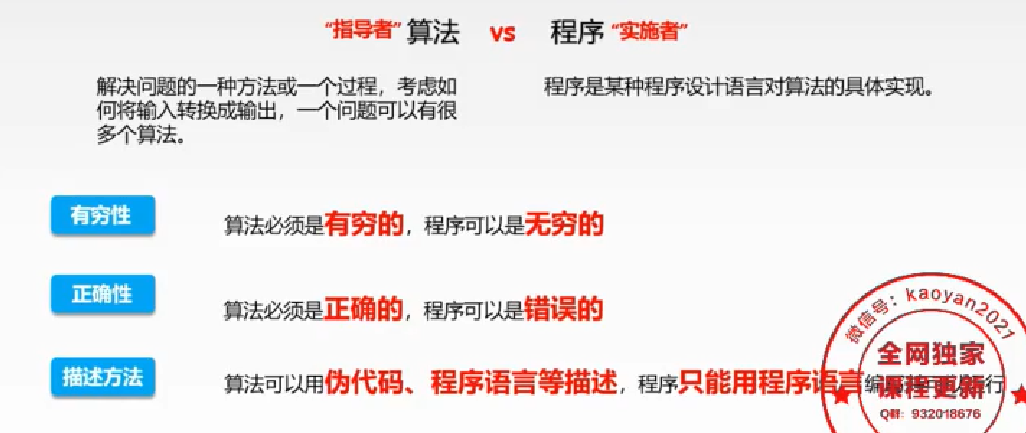 “指导者” 算法 vs 程序 “实施者”
解决问题的一种方法或一个过程，考虑如
何将输入转换成输出，一个问题可以有很
多个算法。
程序是某种程序设计语言对算法的具体实现。
有穷性
算法必须是有穷的，程序可以是无穷的
正确性
算法必须是正确的，程序可以是错误的
描述方法
算法可以用伪代码、程序语言等描述，程序只能用程序语言编
行
微信号：kaoyan2021
全网独家
课程更新
Q群：932018676